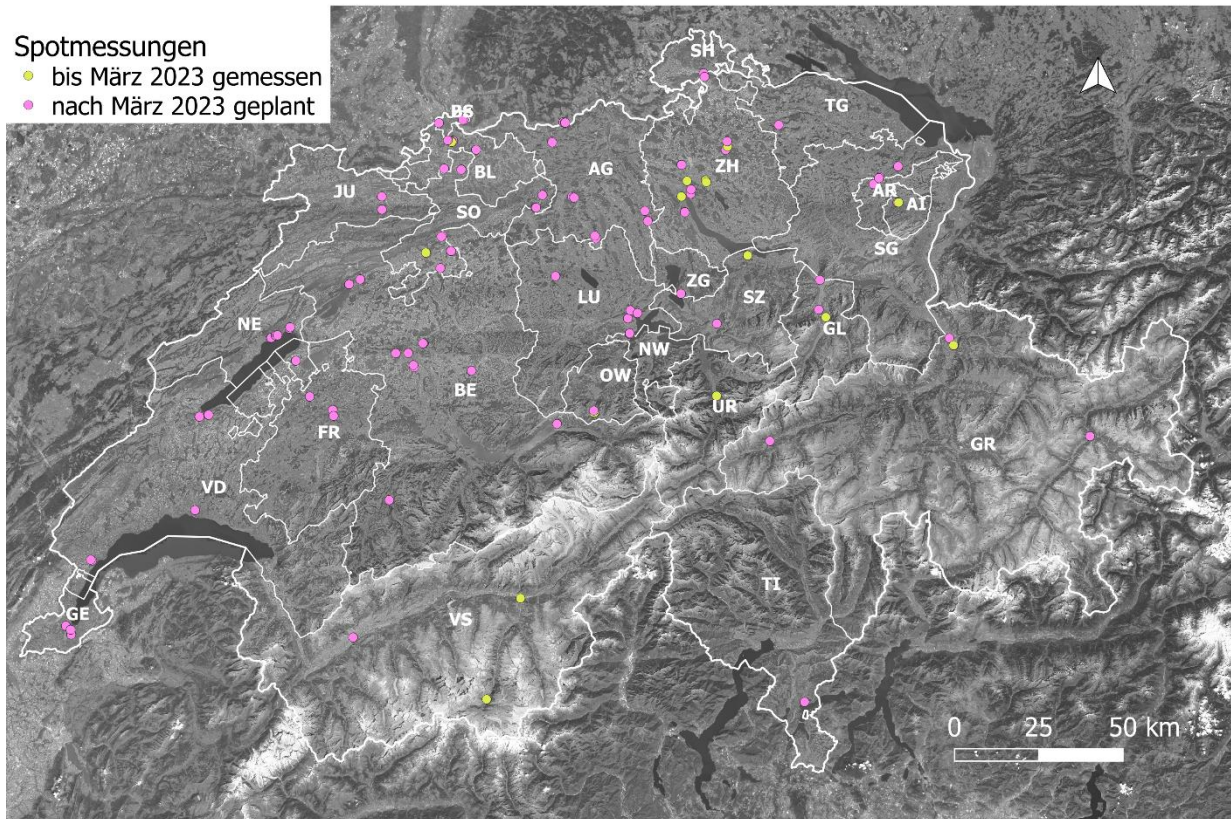 Spotmessungen
bis März 2023 gemessen
nach März 2023 geplant
SH
TG
BS
BL
AG
ZH
JU
SO
AR
AI
SG
ZG
LU
SZ
NE
GL
NW
BE
OW
UR
FR
GR
VD
TI
VS
GE
0 25 50 km